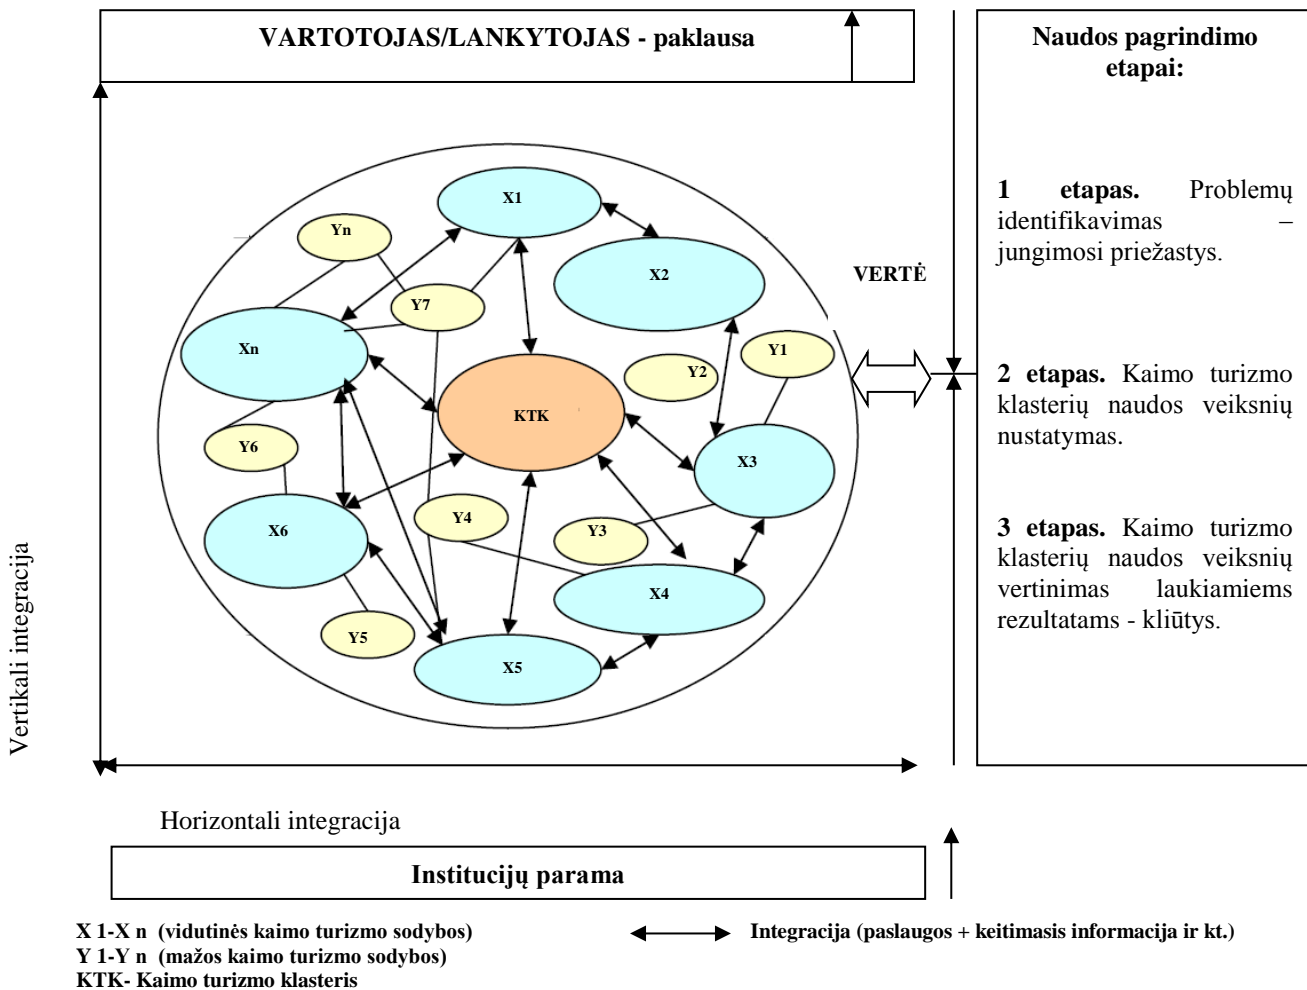 VARTOTOJAS/LANKYTOJAS - paklausa
Naudos pagrindimo
etapai:
1 etapas. Problemų
identifikavimas –
jungimosi priežastys.
2 etapas. Kaimo turizmo
klasterių naudos veiksnių
nustatymas.
3 etapas. Kaimo turizmo
klasterių naudos veiksnių
vertinimas laukiamiems
rezultatams - kliūtys.
VERTĖ
X1
Yn
X2
Y7
Xn
Y1
Y2
KTK
Y6
X3
Y4
X6
Y3
X4
Y5
X5
Vertikali integracija
Horizontali integracija
Institucijų parama
X 1-X n (vidutinės kaimo turizmo sodybos)
Integracija (paslaugos + keitimasis informacija ir kt.)
Y 1-Y n (mažos kaimo turizmo sodybos)
KTK- Kaimo turizmo klasteris